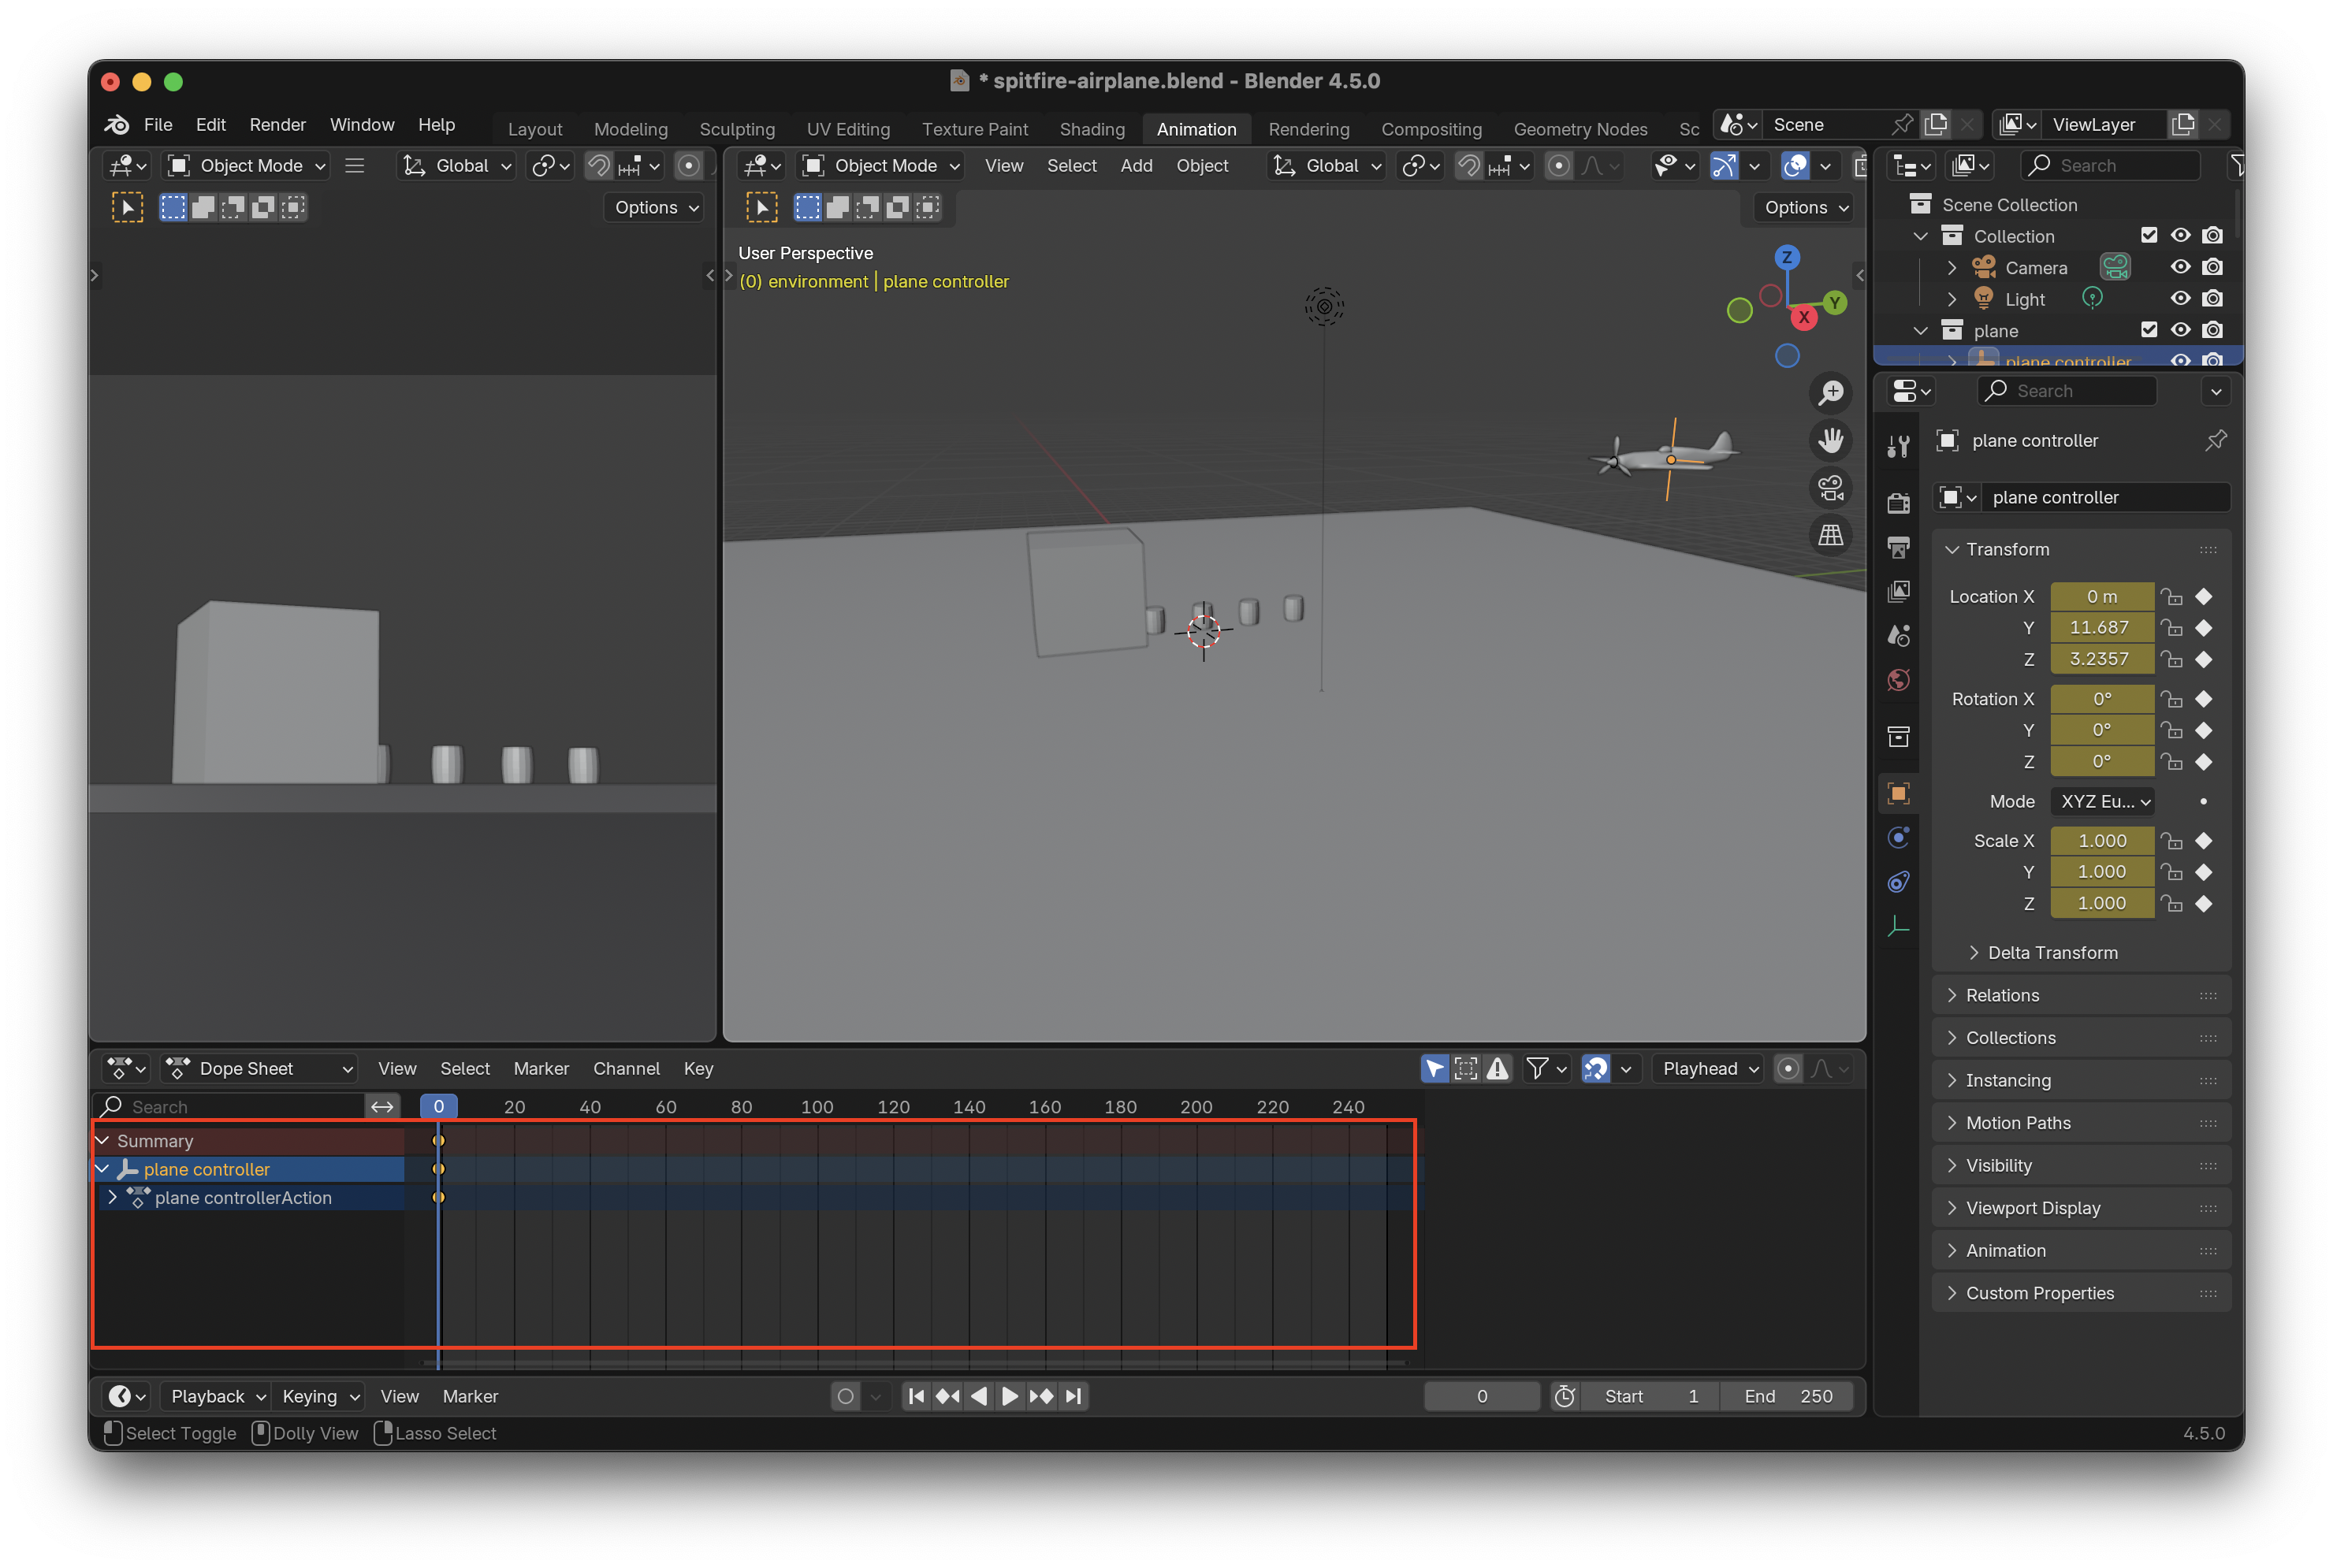 * spitfire-airplane.blend - Blender 4.5.0
File Edit Render Window Help Layout Modeling Sculpting UV Editing Texture Paint Shading Animation Rendering Compositing Geometry Nodes Sc Scene ViewLayer
Object Mode Global Object Mode View Select Add Object Global Search
Options Options
Scene Collection
Collection
Camera
Light
plane
plane controller
User Perspective
(0) environment | plane controller
Z
Y
X
Search
plane controller
plane controller
Transform
Location X 0 m
Y 11.687
Z 3.2357
Rotation X 0°
Y 0°
Z 0°
Mode XYZ Eu...
Scale X 1.000
Y 1.000
Z 1.000
Delta Transform
Relations
Collections
Instancing
Motion Paths
Visibility
Viewport Display
Animation
Custom Properties
Dope Sheet View Select Marker Channel Key Playhead
Search 0 20 40 60 80 100 120 140 160 180 200 220 240
Summary
plane controller
plane controllerAction
Playback Keying View Marker 0 Start 1 End 250
Select Toggle Dolly View Lasso Select 4.5.0